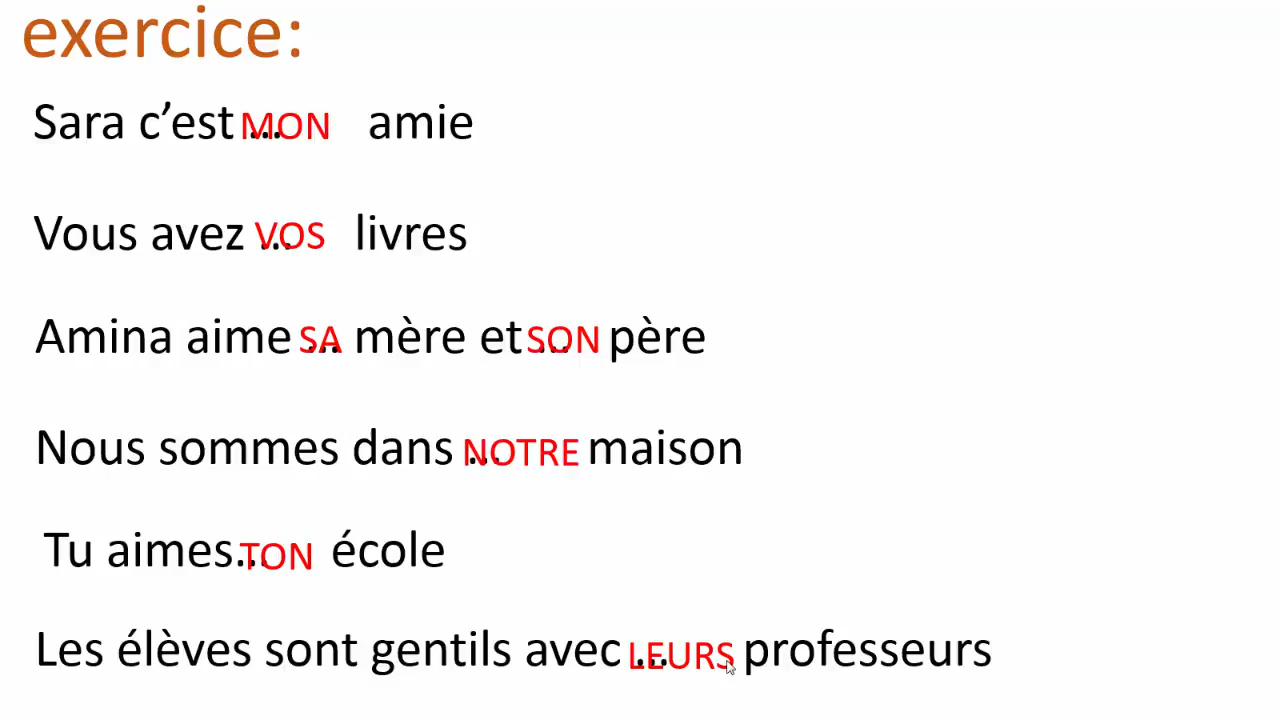 exercice:
Sara c’est ... MON amie
Vous avez ... VOS livres
Amina aime ... SA mère et ... SON père
Nous sommes dans ... NOTRE maison
Tu aimes... TON école
Les élèves sont gentils avec ... LEURS professeurs